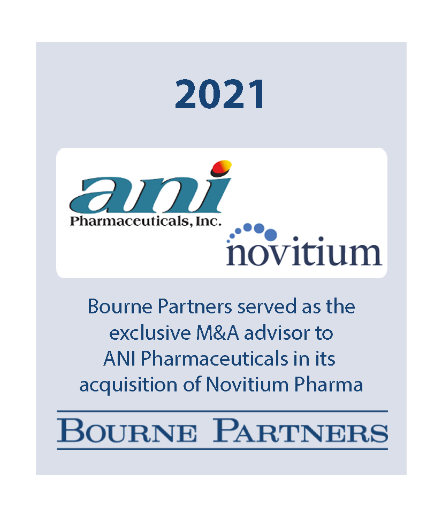 2021
ani
Pharmaceuticals, Inc.
novitium
Bourne Partners served as the
exclusive M&A advisor to
ANI Pharmaceuticals in its
acquisition of Novitium Pharma
BOURNE PARTNERS